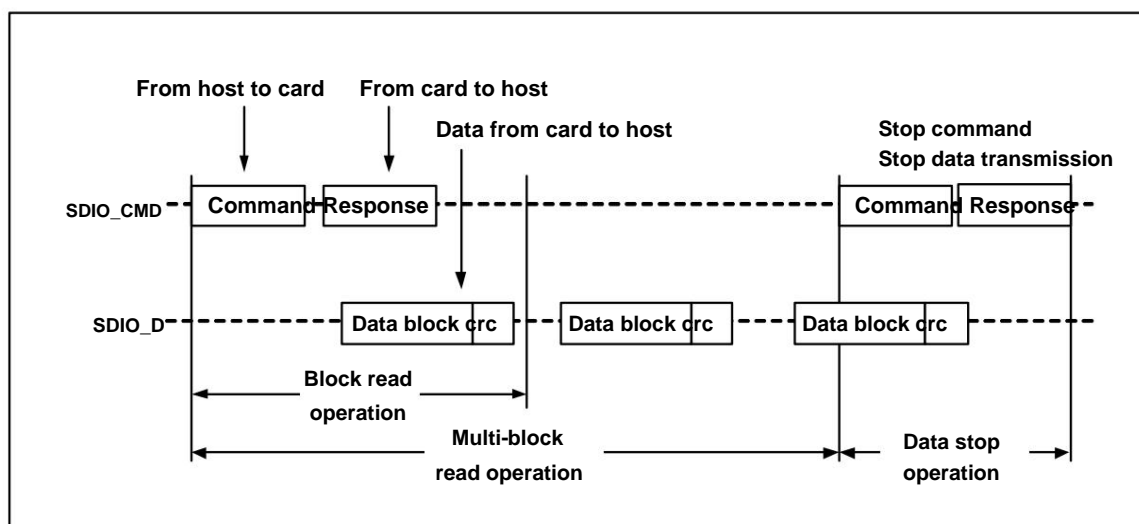 From host to card
From card to host
Data from card to host
Stop command
Stop data transmission
SDIO_CMD
Command
Response
Command
Response
SDIO_D
Data block crc
Data block crc
Data block crc
Block read
operation
Multi-block
read operation
Data stop
operation